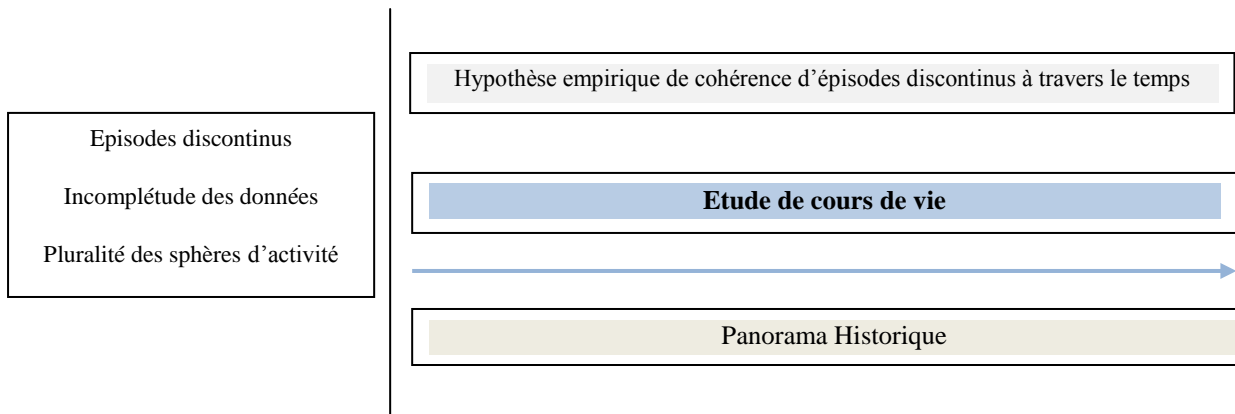 Episodes discontinus
Incomplétude des données
Pluralité des sphères d’activité
Hypothèse empirique de cohérence d’épisodes discontinus à travers le temps
Etude de cours de vie
Panorama Historique